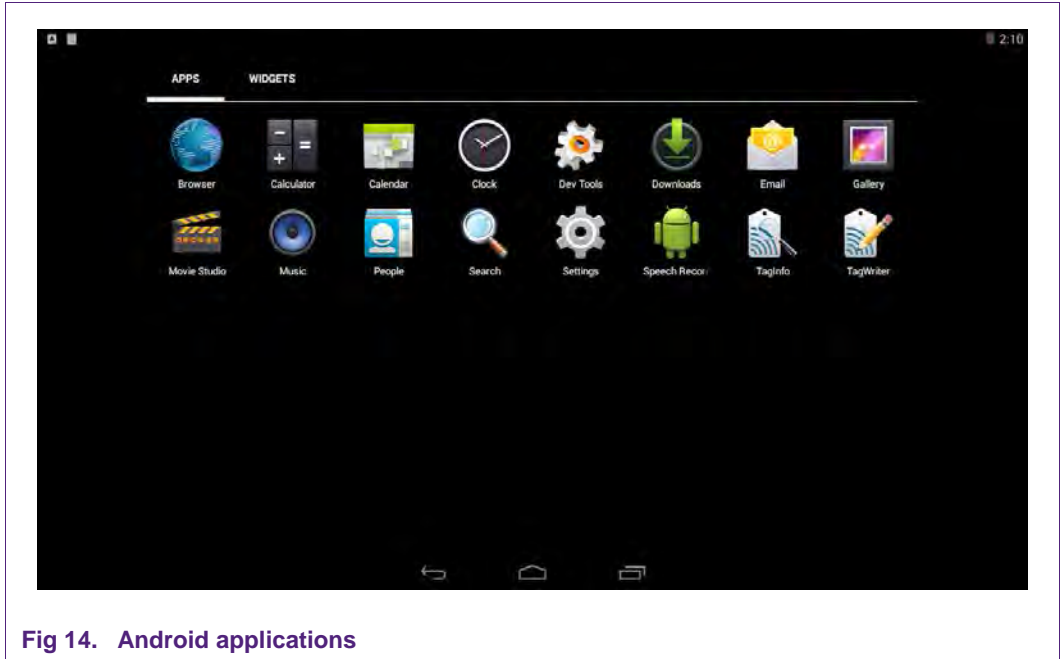 2:10
APPS WIDGETS
Browser Calculator Calendar Clock Dev Tools Downloads Email Gallery
Movie Studio Music People Search Settings Speech Recor TagInfo TagWriter
Fig 14. Android applications